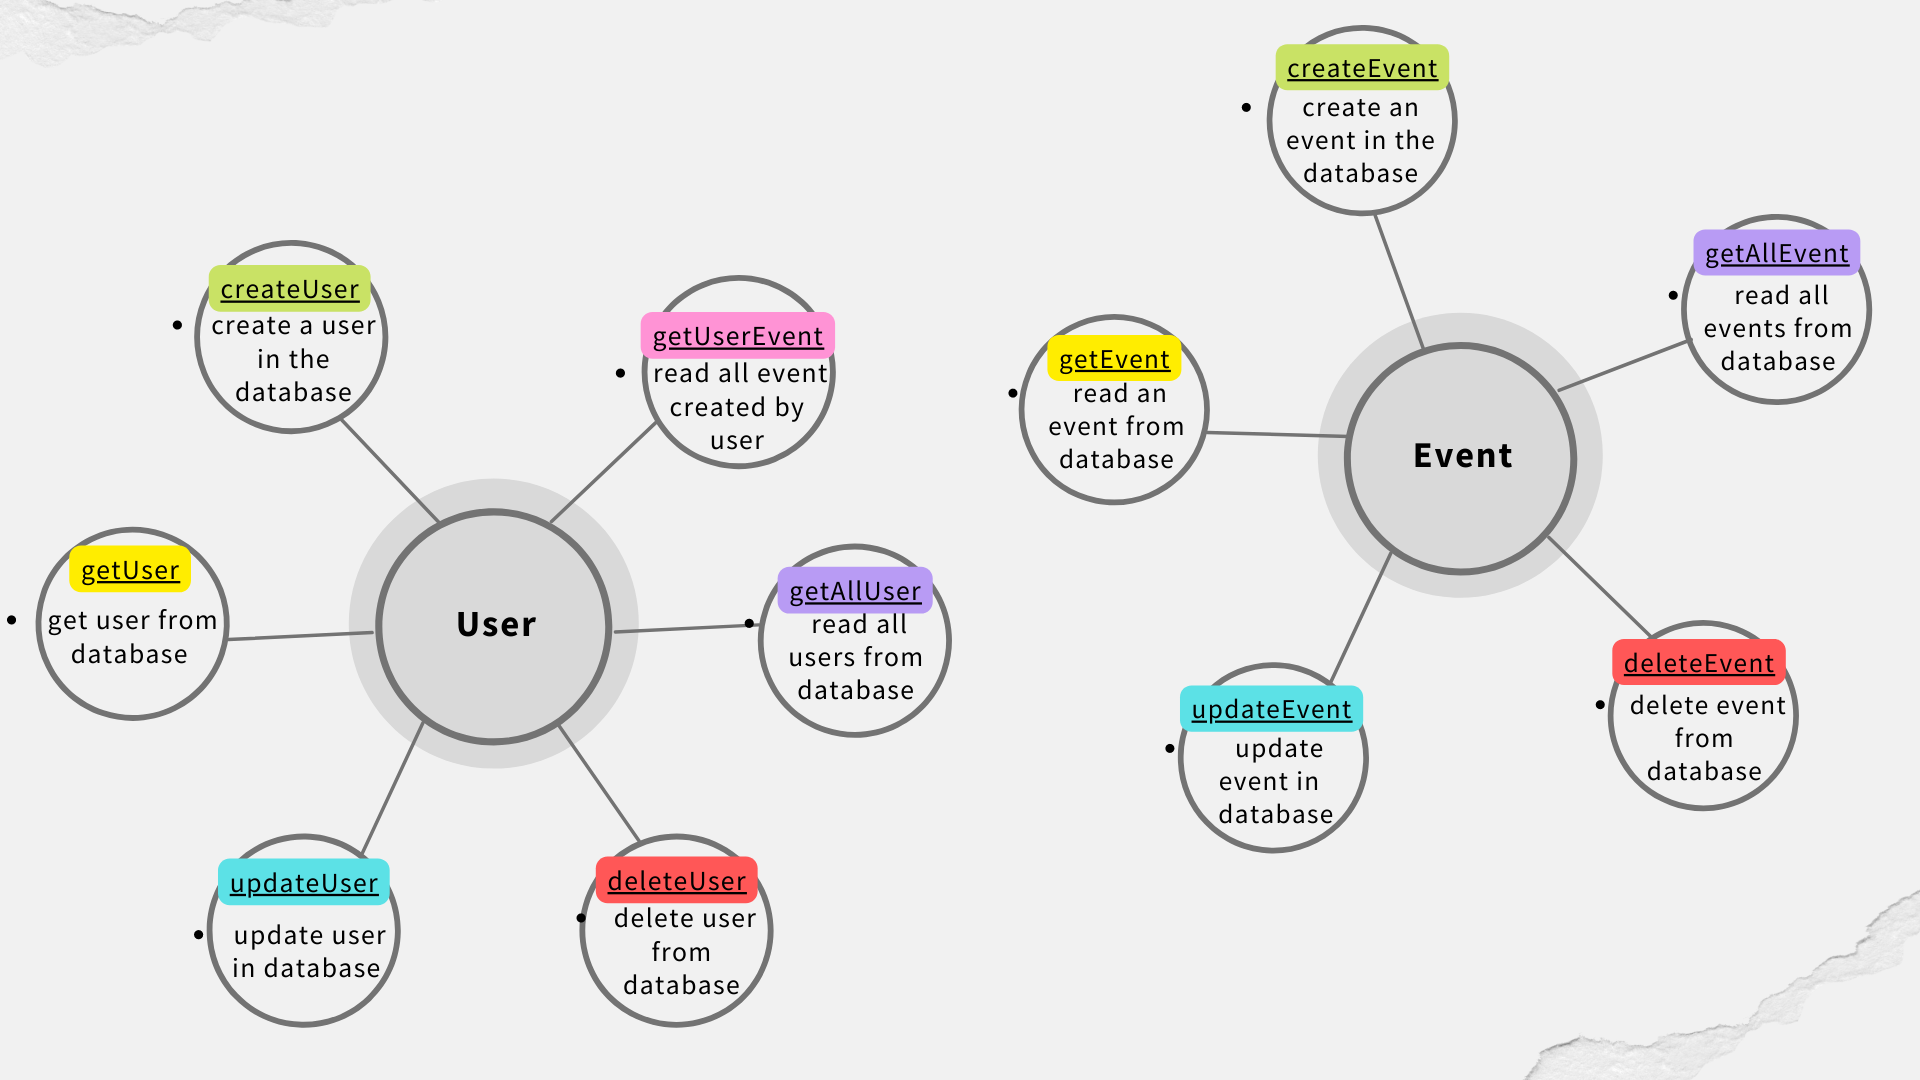 createEvent
• create an
event in the
database
getAllEvent
• read all
events from
database
createUser
• create a user
in the
database
getUserEvent
• read all event
created by
user
getEvent
• read an
event from
database
Event
getUser
• get user from
database
User
getAllUser
• read all
users from
database
updateEvent
• update
event in
database
deleteEvent
• delete event
from
database
updateUser
• update user
in database
deleteUser
• delete user
from
database